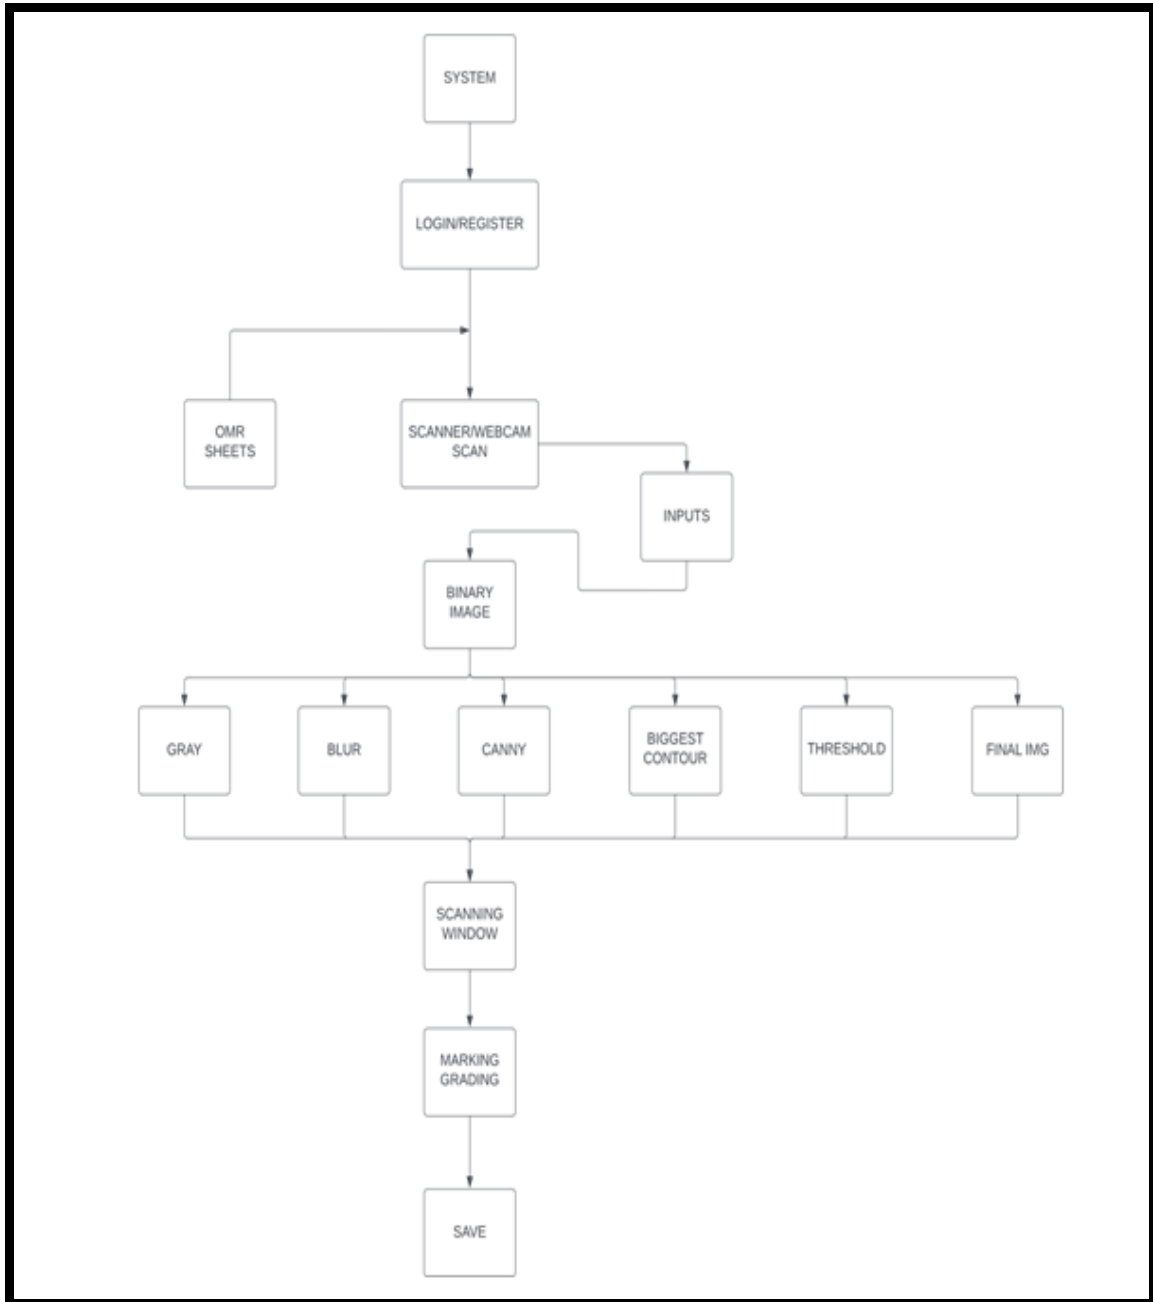 SYSTEM
LOGIN/REGISTER
OMR
SHEETS
SCANNER/WEBCAM
SCAN
INPUTS
BINARY
IMAGE
GRAY
BLUR
CANNY
BIGGEST
CONTOUR
THRESHOLD
FINAL IMG
SCANNING
WINDOW
MARKING
GRADING
SAVE